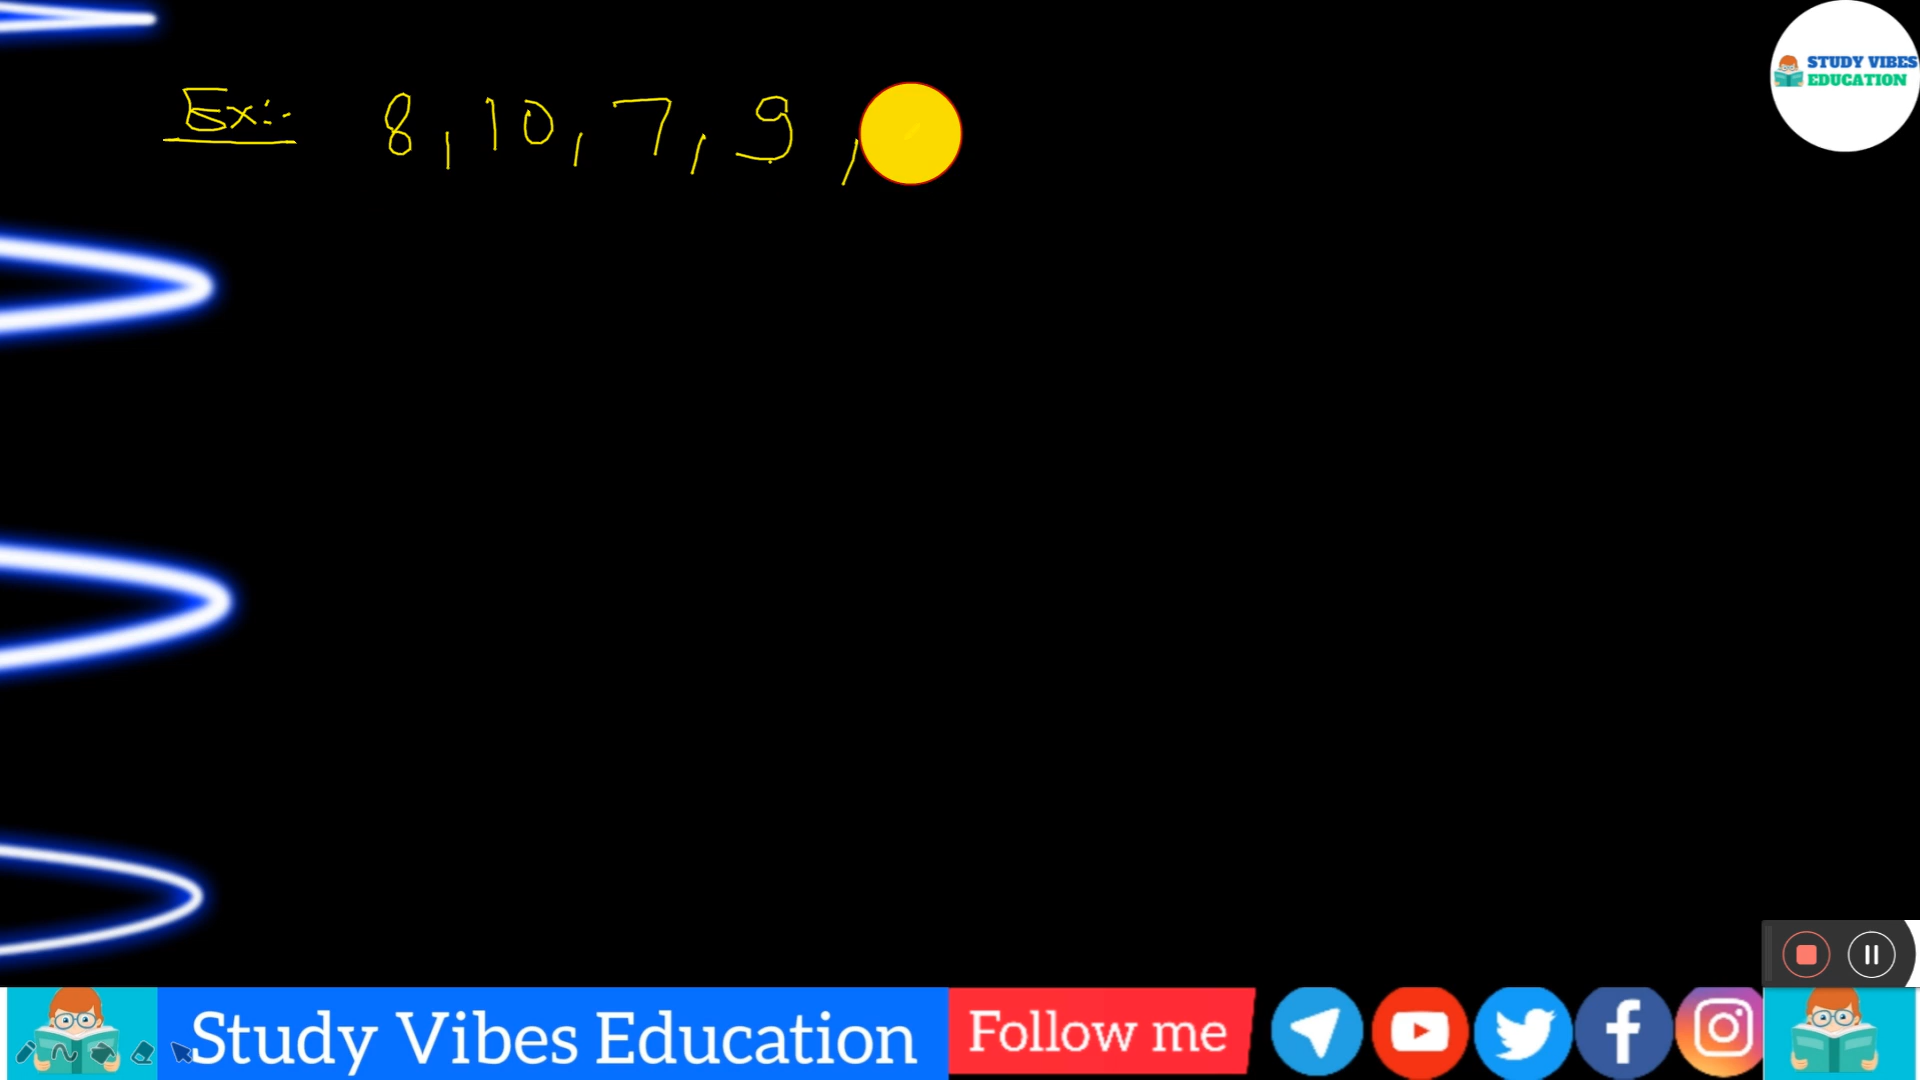 STUDY VIBES
EDUCATION
Ex:- 8, 10, 7, 9,
Study Vibes Education Follow me